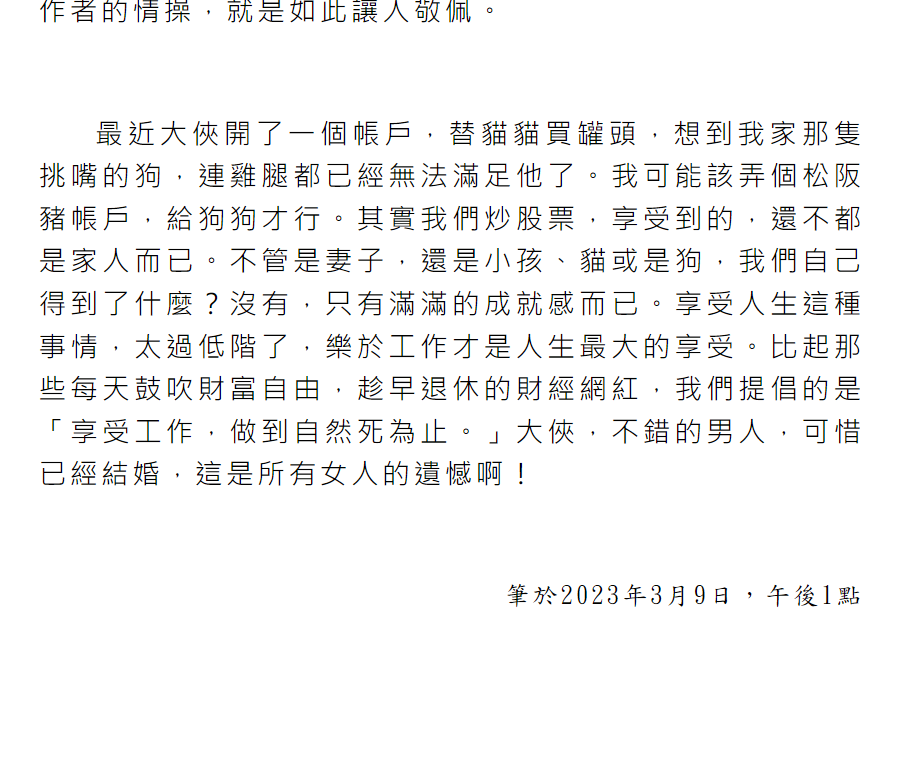 作者的情操，就是如此讓人敬佩。
最近大俠開了一個帳戶，替貓貓買罐頭，想到我家那隻
挑嘴的狗，連雞腿都已經無法滿足他了。我可能該弄個松阪
豬帳戶，給狗狗才行。其實我們炒股票，享受到的，還不都
是家人而已。不管是妻子，還是小孩、貓或是狗，我們自己
得到了什麼？沒有，只有滿滿的成就感而已。享受人生這種
事情，太過低階了，樂於工作才是人生最大的享受。比起那
些每天鼓吹財富自由，趁早退休的財經網紅，我們提倡的是
「享受工作，做到自然死為止。」大俠，不錯的男人，可惜
已經結婚，這是所有女人的遺憾啊！
筆於2023年3月9日，午後1點